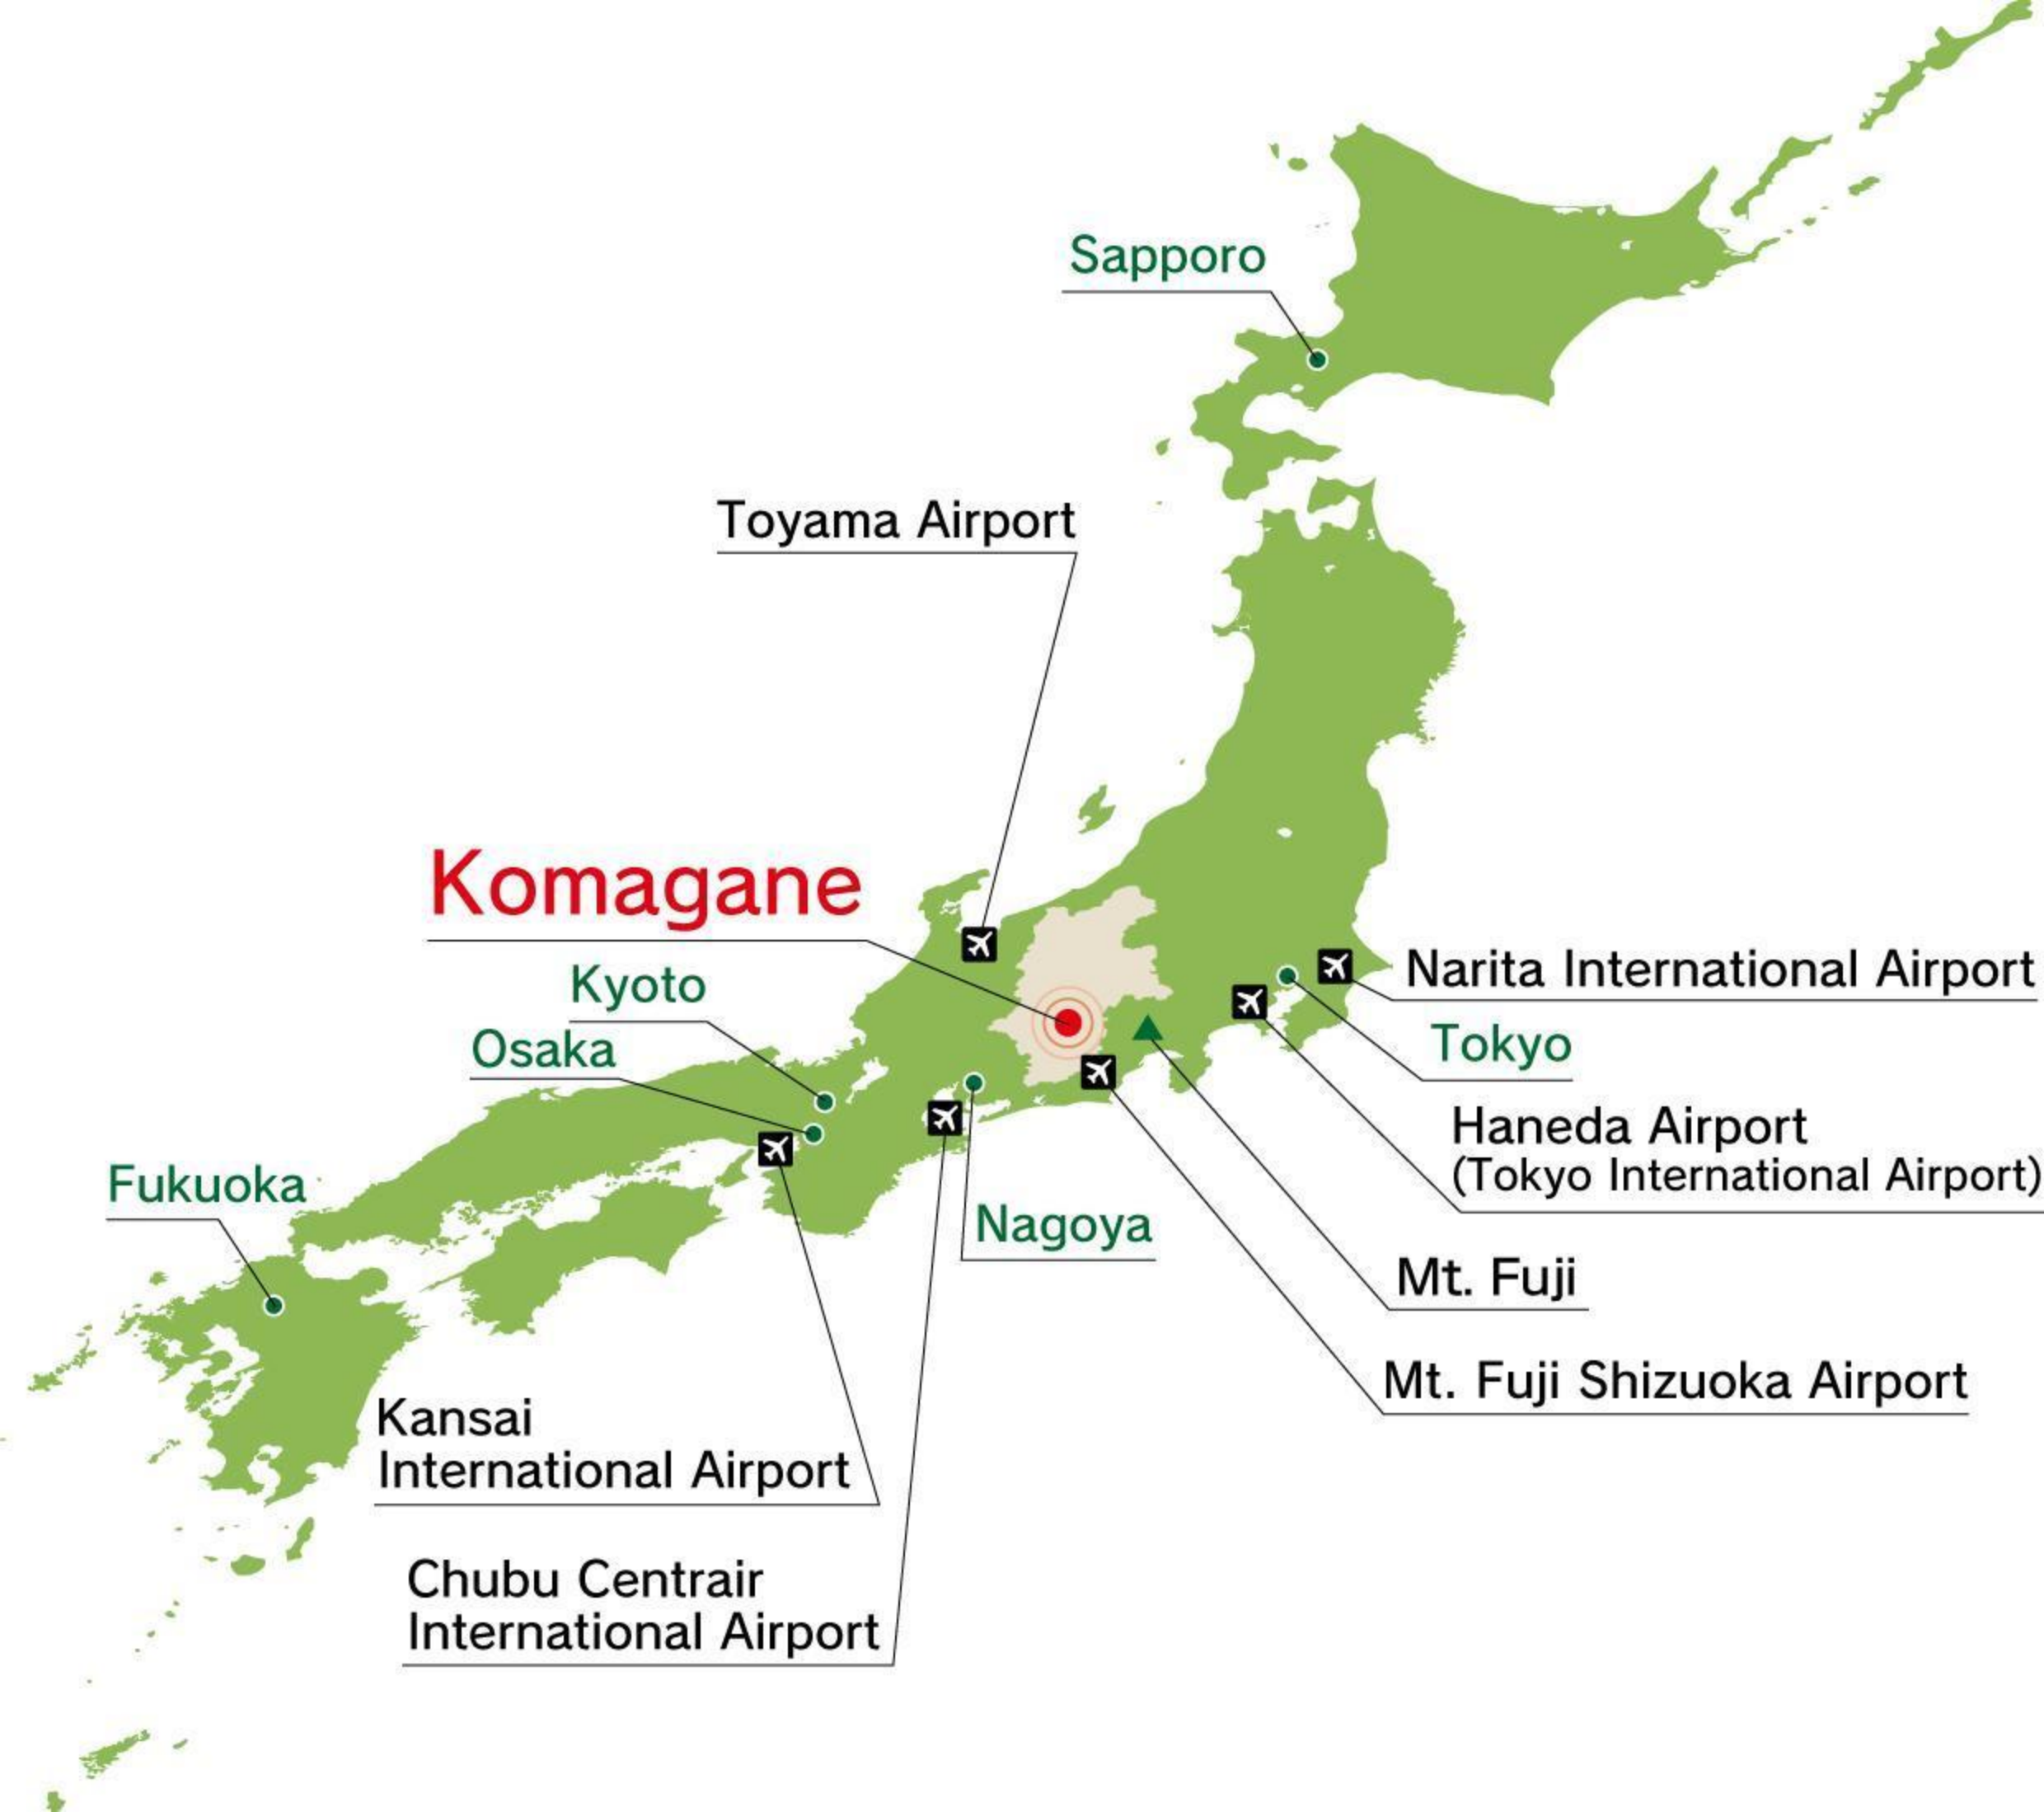 Sapporo
Toyama Airport
Komagane
Kyoto
Osaka
Fukuoka
Narita International Airport
Tokyo
Haneda Airport
(Tokyo International Airport)
Nagoya
Mt. Fuji
Mt. Fuji Shizuoka Airport
Kansai
International Airport
Chubu Centrair
International Airport